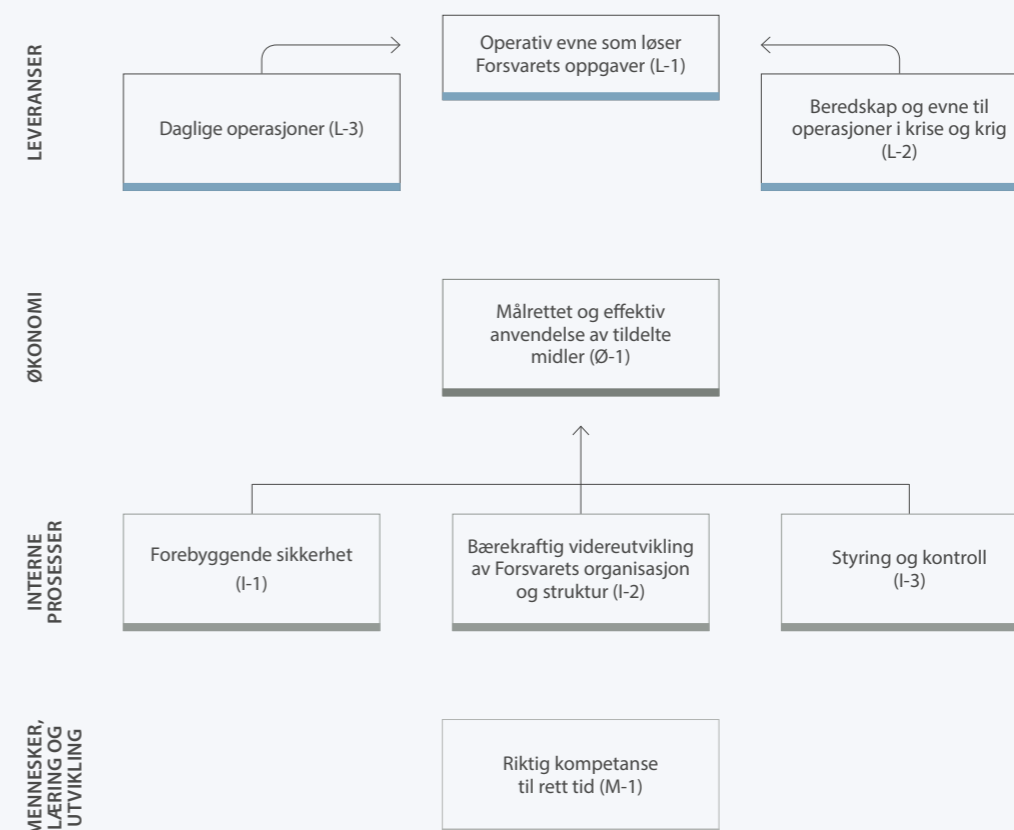 LEVERANSER
Operativ evne som løser
Forsvarets oppgaver (L-1)
Daglige operasjoner (L-3)
Beredskap og evne til
operasjoner i krise og krig
(L-2)
ØKONOMI
Målrettet og effektiv
anvendelse av tildelte
midler (Ø-1)
INTERNE
PROSESSER
Forebyggende sikkerhet
(I-1)
Bærekraftig videreutvikling
av Forsvarets organisasjon
og struktur (I-2)
Styring og kontroll
(I-3)
MENNESKER,
LÆRING OG
UTVIKLING
Riktig kompetanse
til rett tid (M-1)